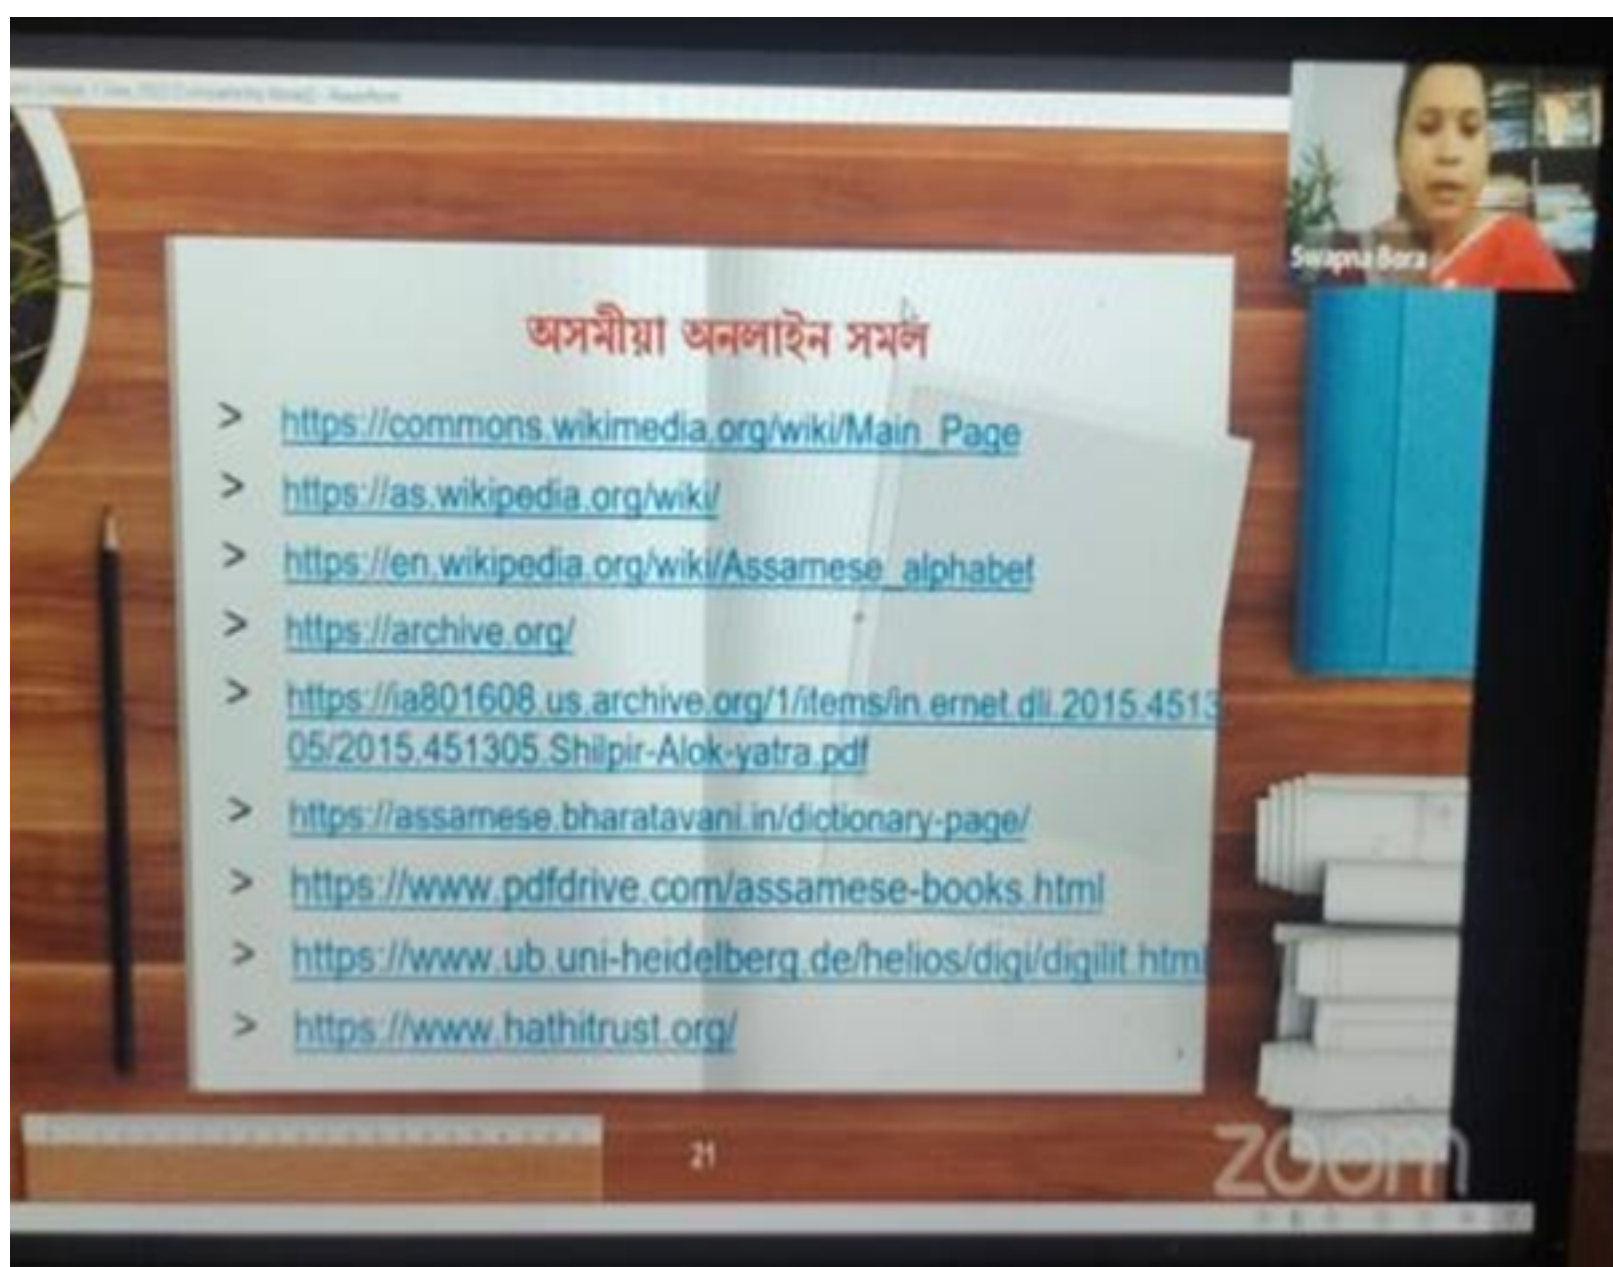 Swapna Bora
অসমীয়া অনলাইন সমল
> https://commons.wikimedia.org/wiki/Main_Page
> https://as.wikipedia.org/wiki/
> https://en.wikipedia.org/wiki/Assamese_alphabet
> https://archive.org/
> https://ia801608.us.archive.org/1/items/in.ernet.dli.2015.4513
05/2015.451305.Shilpir-Alok-yatra.pdf
> https://assamese.bharatavani.in/dictionary-page/
> https://www.pdfdrive.com/assamese-books.html
> https://www.ub.uni-heidelberg.de/helios/digi/digilit.html
> https://www.hathitrust.org/
21
zoom